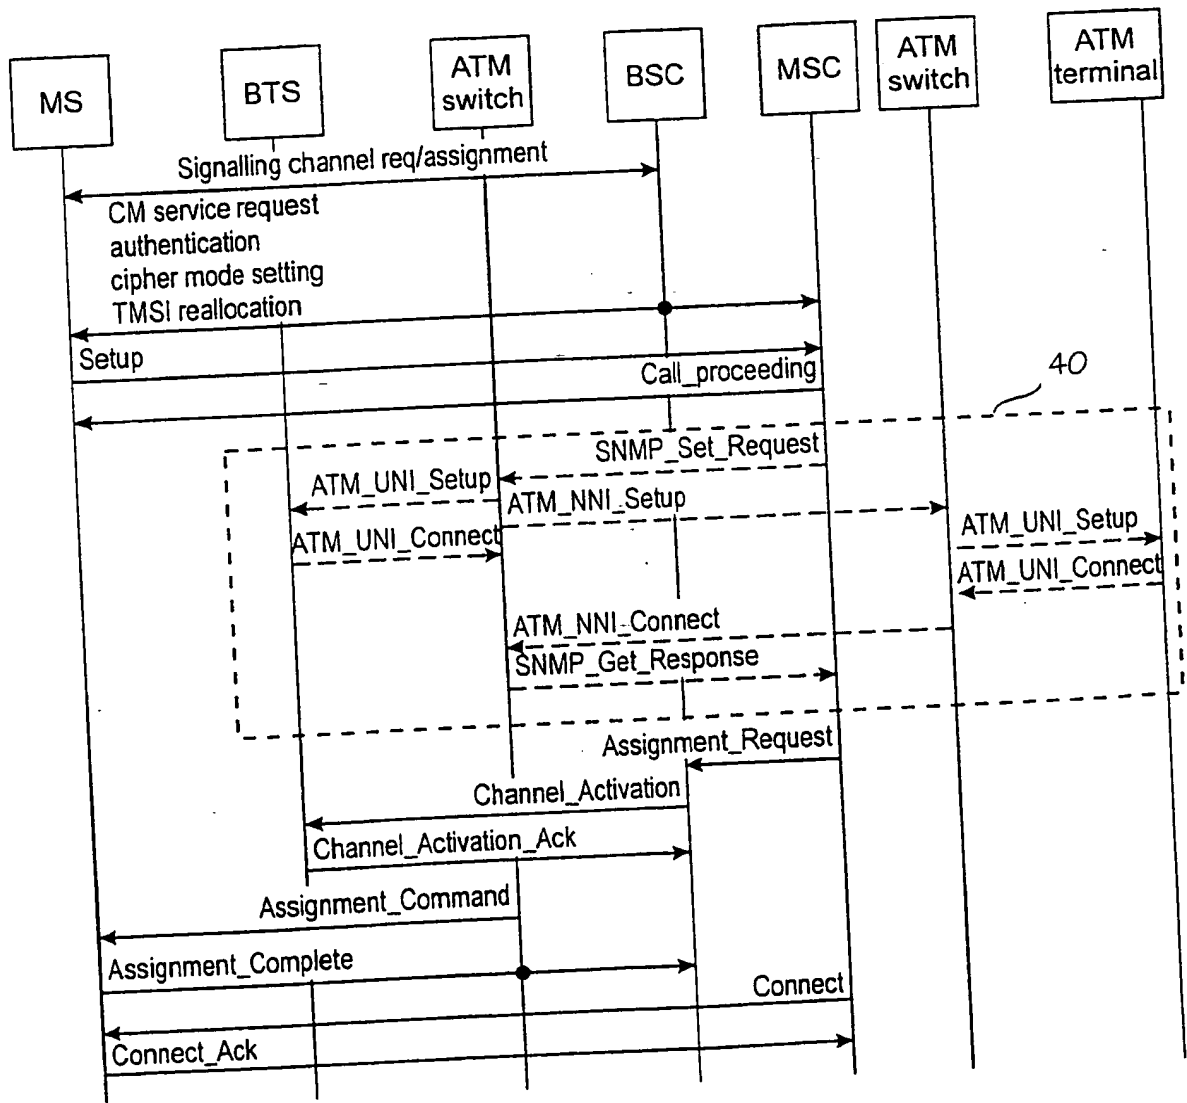 MS
BTS
ATM
switch
BSC
MSC
ATM
switch
ATM
terminal
Signalling channel req/assignment
CM service request
authentication
cipher mode setting
TMSI reallocation
Setup
Call_proceeding
40
SNMP_Set_Request
ATM_UNI_Setup
ATM_NNI_Setup
ATM_UNI_Setup
ATM_UNI_Connect
ATM_UNI_Connect
ATM_NNI_Connect
SNMP_Get_Response
Assignment_Request
Channel_Activation
Channel_Activation_Ack
Assignment_Command
Assignment_Complete
Connect
Connect_Ack